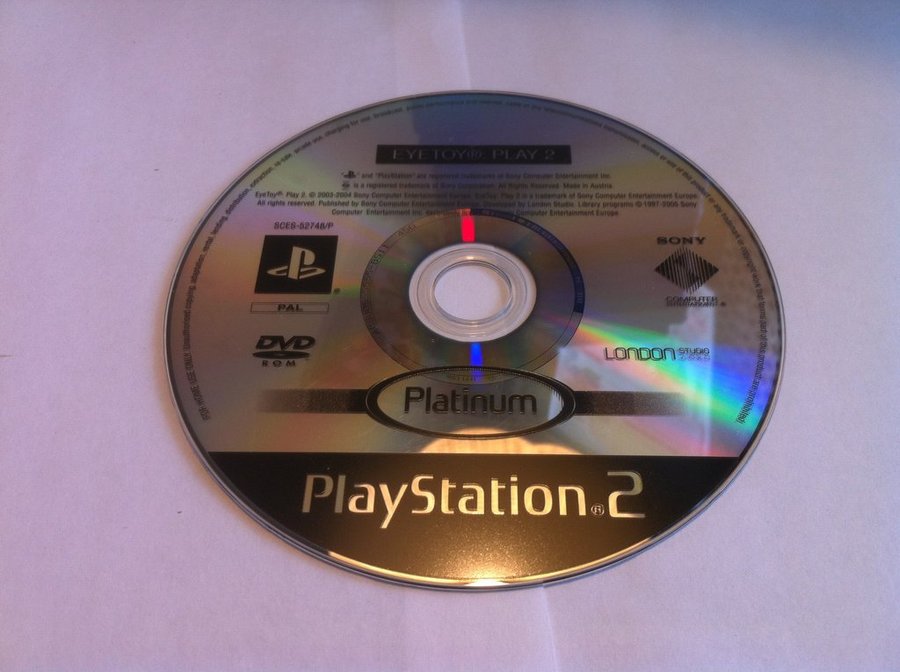 EYETOY®: PLAY 2
and "PlayStation" are registered trademarks of Sony Computer Entertainment Inc.
is a registered trademark of Sony Corporation. All Rights Reserved. Made in Austria.
EyeToy®: Play 2. © 2003-2004 Sony Computer Entertainment Europe. EyeToy: Play 2 is a trademark of Sony Computer Entertainment Europe.
All rights reserved. Published by Sony Computer Entertainment Europe. Developed by London Studio. Library programs © 1997-2005 Sony
Computer Entertainment Inc. Computer Entertainment Europe.
SCES-52748/P
PAL
DVD
ROM
SONY
COMPUTER
ENTERTAINMENT®
LONDON STUDIO
Platinum
PlayStation®2